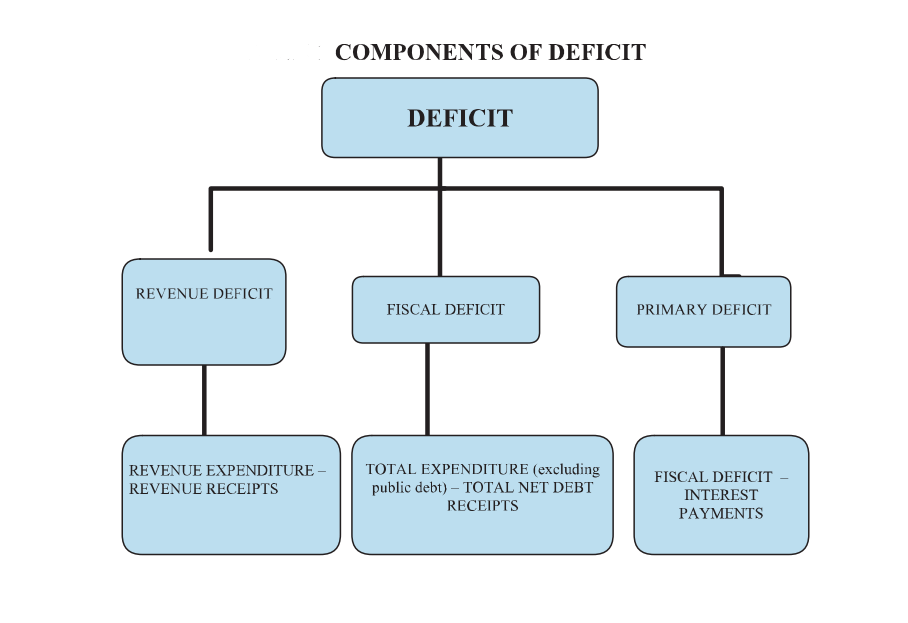 COMPONENTS OF DEFICIT
DEFICIT
REVENUE DEFICIT
FISCAL DEFICIT
PRIMARY DEFICIT
REVENUE EXPENDITURE –
REVENUE RECEIPTS
TOTAL EXPENDITURE (excluding
public debt) – TOTAL NET DEBT
RECEIPTS
FISCAL DEFICIT –
INTEREST
PAYMENTS